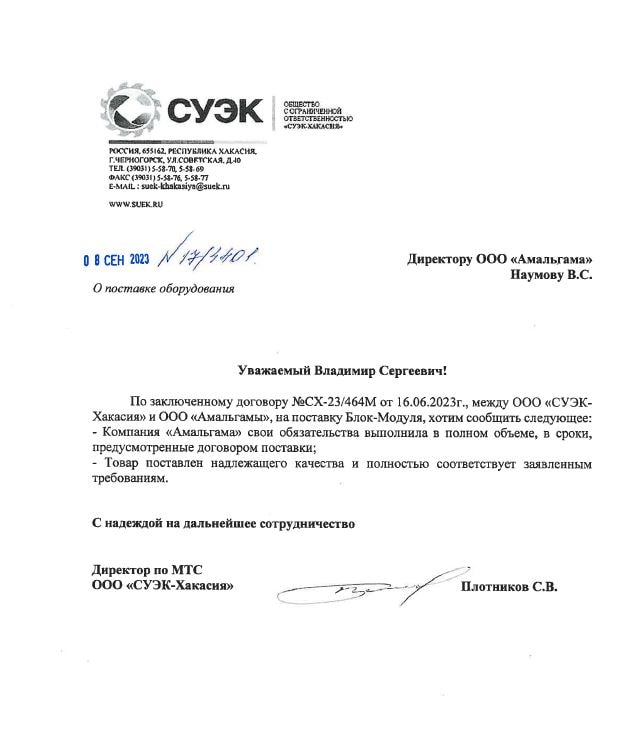 СУЭК
ОБЩЕСТВО
С ОГРАНИЧЕННОЙ
ОТВЕТСТВЕННОСТЬЮ
«СУЭК-ХАКАСИЯ»
РОССИЯ, 655162, РЕСПУБЛИКА ХАКАСИЯ,
Г.ЧЕРНОГОРСК, УЛ.СОВЕТСКАЯ, Д.40
ТЕЛ. (39031) 5-58-70, 5-58-69
ФАКС (39031) 5-58-76, 5-58-77
E-MAIL : suek-khakasiya@suek.ru
WWW.SUEK.RU
08 СЕН 2023 №17/4401.
Директору ООО «Амальгама»
Наумову В.С.
О поставке оборудования
Уважаемый Владимир Сергеевич!
По заключенному договору №СХ-23/464М от 16.06.2023г., между ООО «СУЭК-
Хакасия» и ООО «Амальгамы», на поставку Блок-Модуля, хотим сообщить следующее:
- Компания «Амальгама» свои обязательства выполнила в полном объеме, в сроки,
предусмотренные договором поставки;
- Товар поставлен надлежащего качества и полностью соответствует заявленным
требованиям.
С надеждой на дальнейшее сотрудничество
Директор по МТС
ООО «СУЭК-Хакасия»
Плотников С.В.